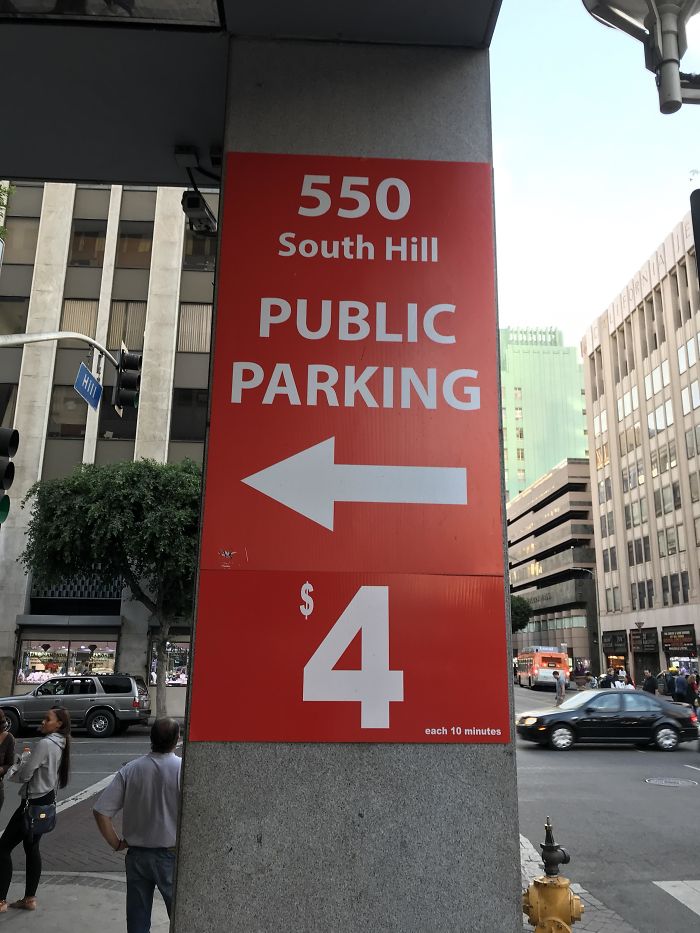 550
South Hill
PUBLIC
PARKING
$4
each 10 minutes
Hill